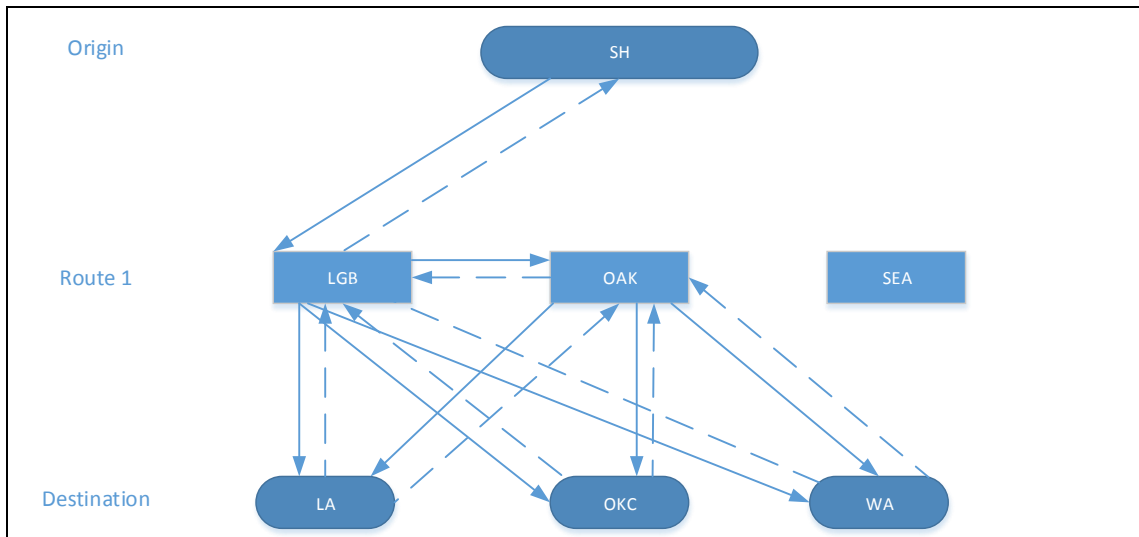 Origin
SH
Route 1
LGB
OAK
SEA
Destination
LA
OKC
WA